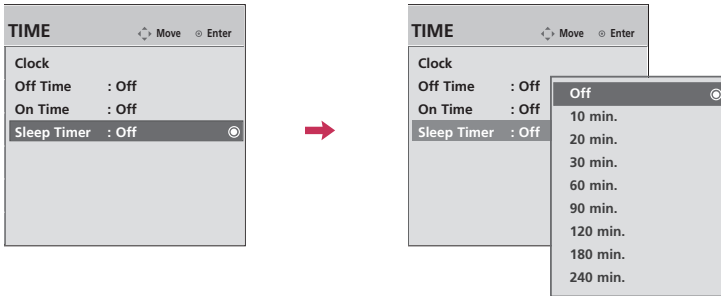 TIME Move Enter
Clock
Off Time : Off
On Time : Off
Sleep Timer : Off
TIME Move Enter
Clock
Off Time : Off
On Time : Off
Sleep Timer : Off
Off
10 min.
20 min.
30 min.
60 min.
90 min.
120 min.
180 min.
240 min.